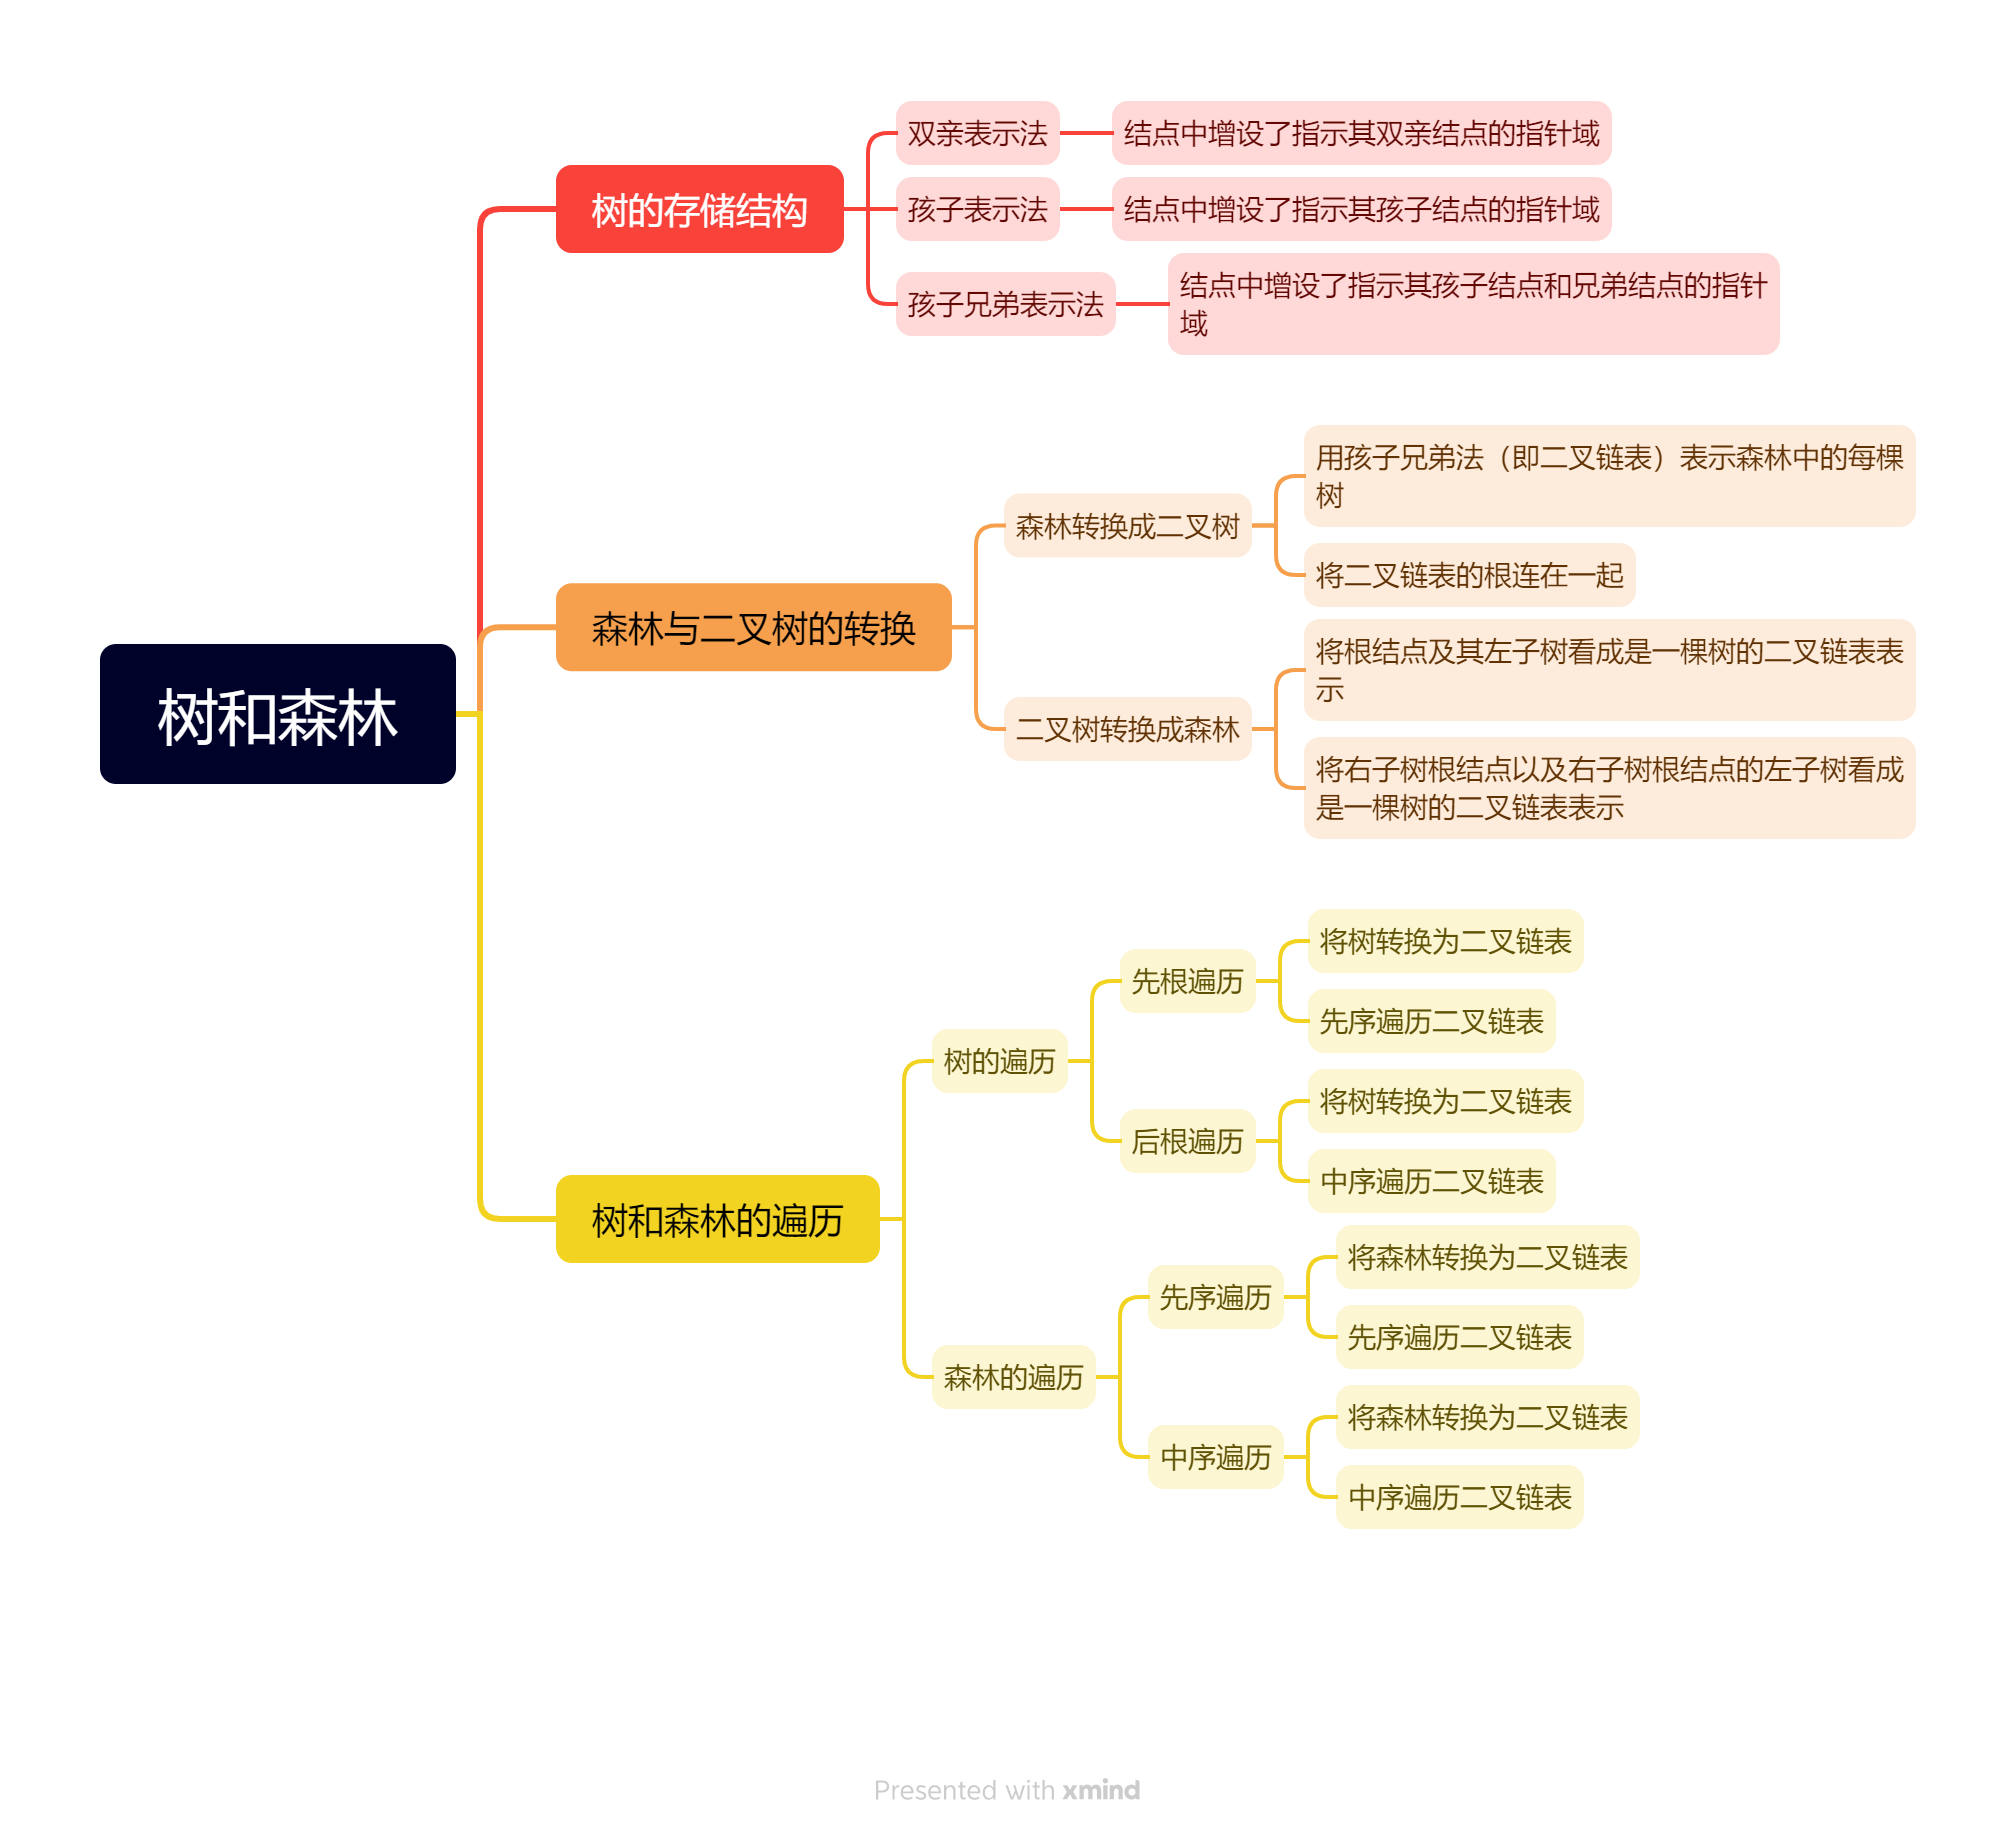 树和森林
树的存储结构
双亲表示法
结点中增设了指示其双亲结点的指针域
孩子表示法
结点中增设了指示其孩子结点的指针域
孩子兄弟表示法
结点中增设了指示其孩子结点和兄弟结点的指针
域
森林与二叉树的转换
森林转换成二叉树
用孩子兄弟法（即二叉链表）表示森林中的每棵
树
将二叉链表的根连在一起
二叉树转换成森林
将根结点及其左子树看成是一棵树的二叉链表表
示
将右子树根结点以及右子树根结点的左子树看成
是一棵树的二叉链表表示
树和森林的遍历
树的遍历
先根遍历
将树转换为二叉链表
先序遍历二叉链表
后根遍历
将树转换为二叉链表
中序遍历二叉链表
森林的遍历
先序遍历
将森林转换为二叉链表
先序遍历二叉链表
中序遍历
将森林转换为二叉链表
中序遍历二叉链表
Presented with xmind